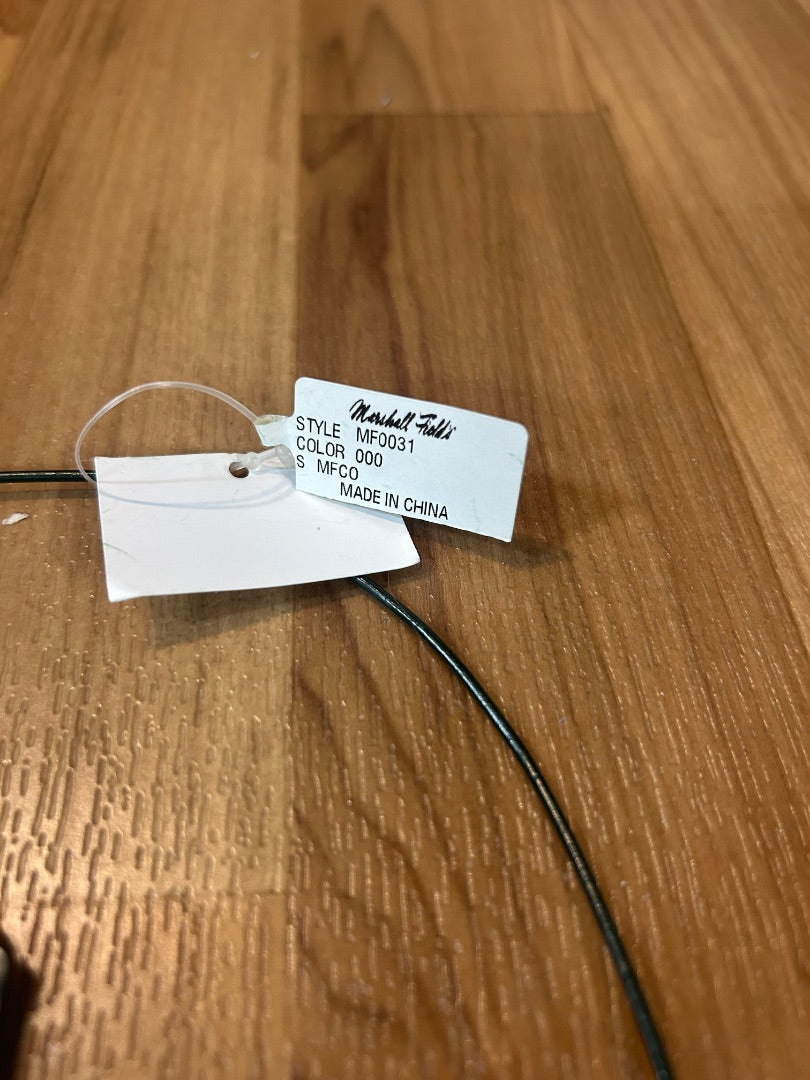 Marshall Field's
STYLE MF0031
COLOR 000
S MFCO
MADE IN CHINA